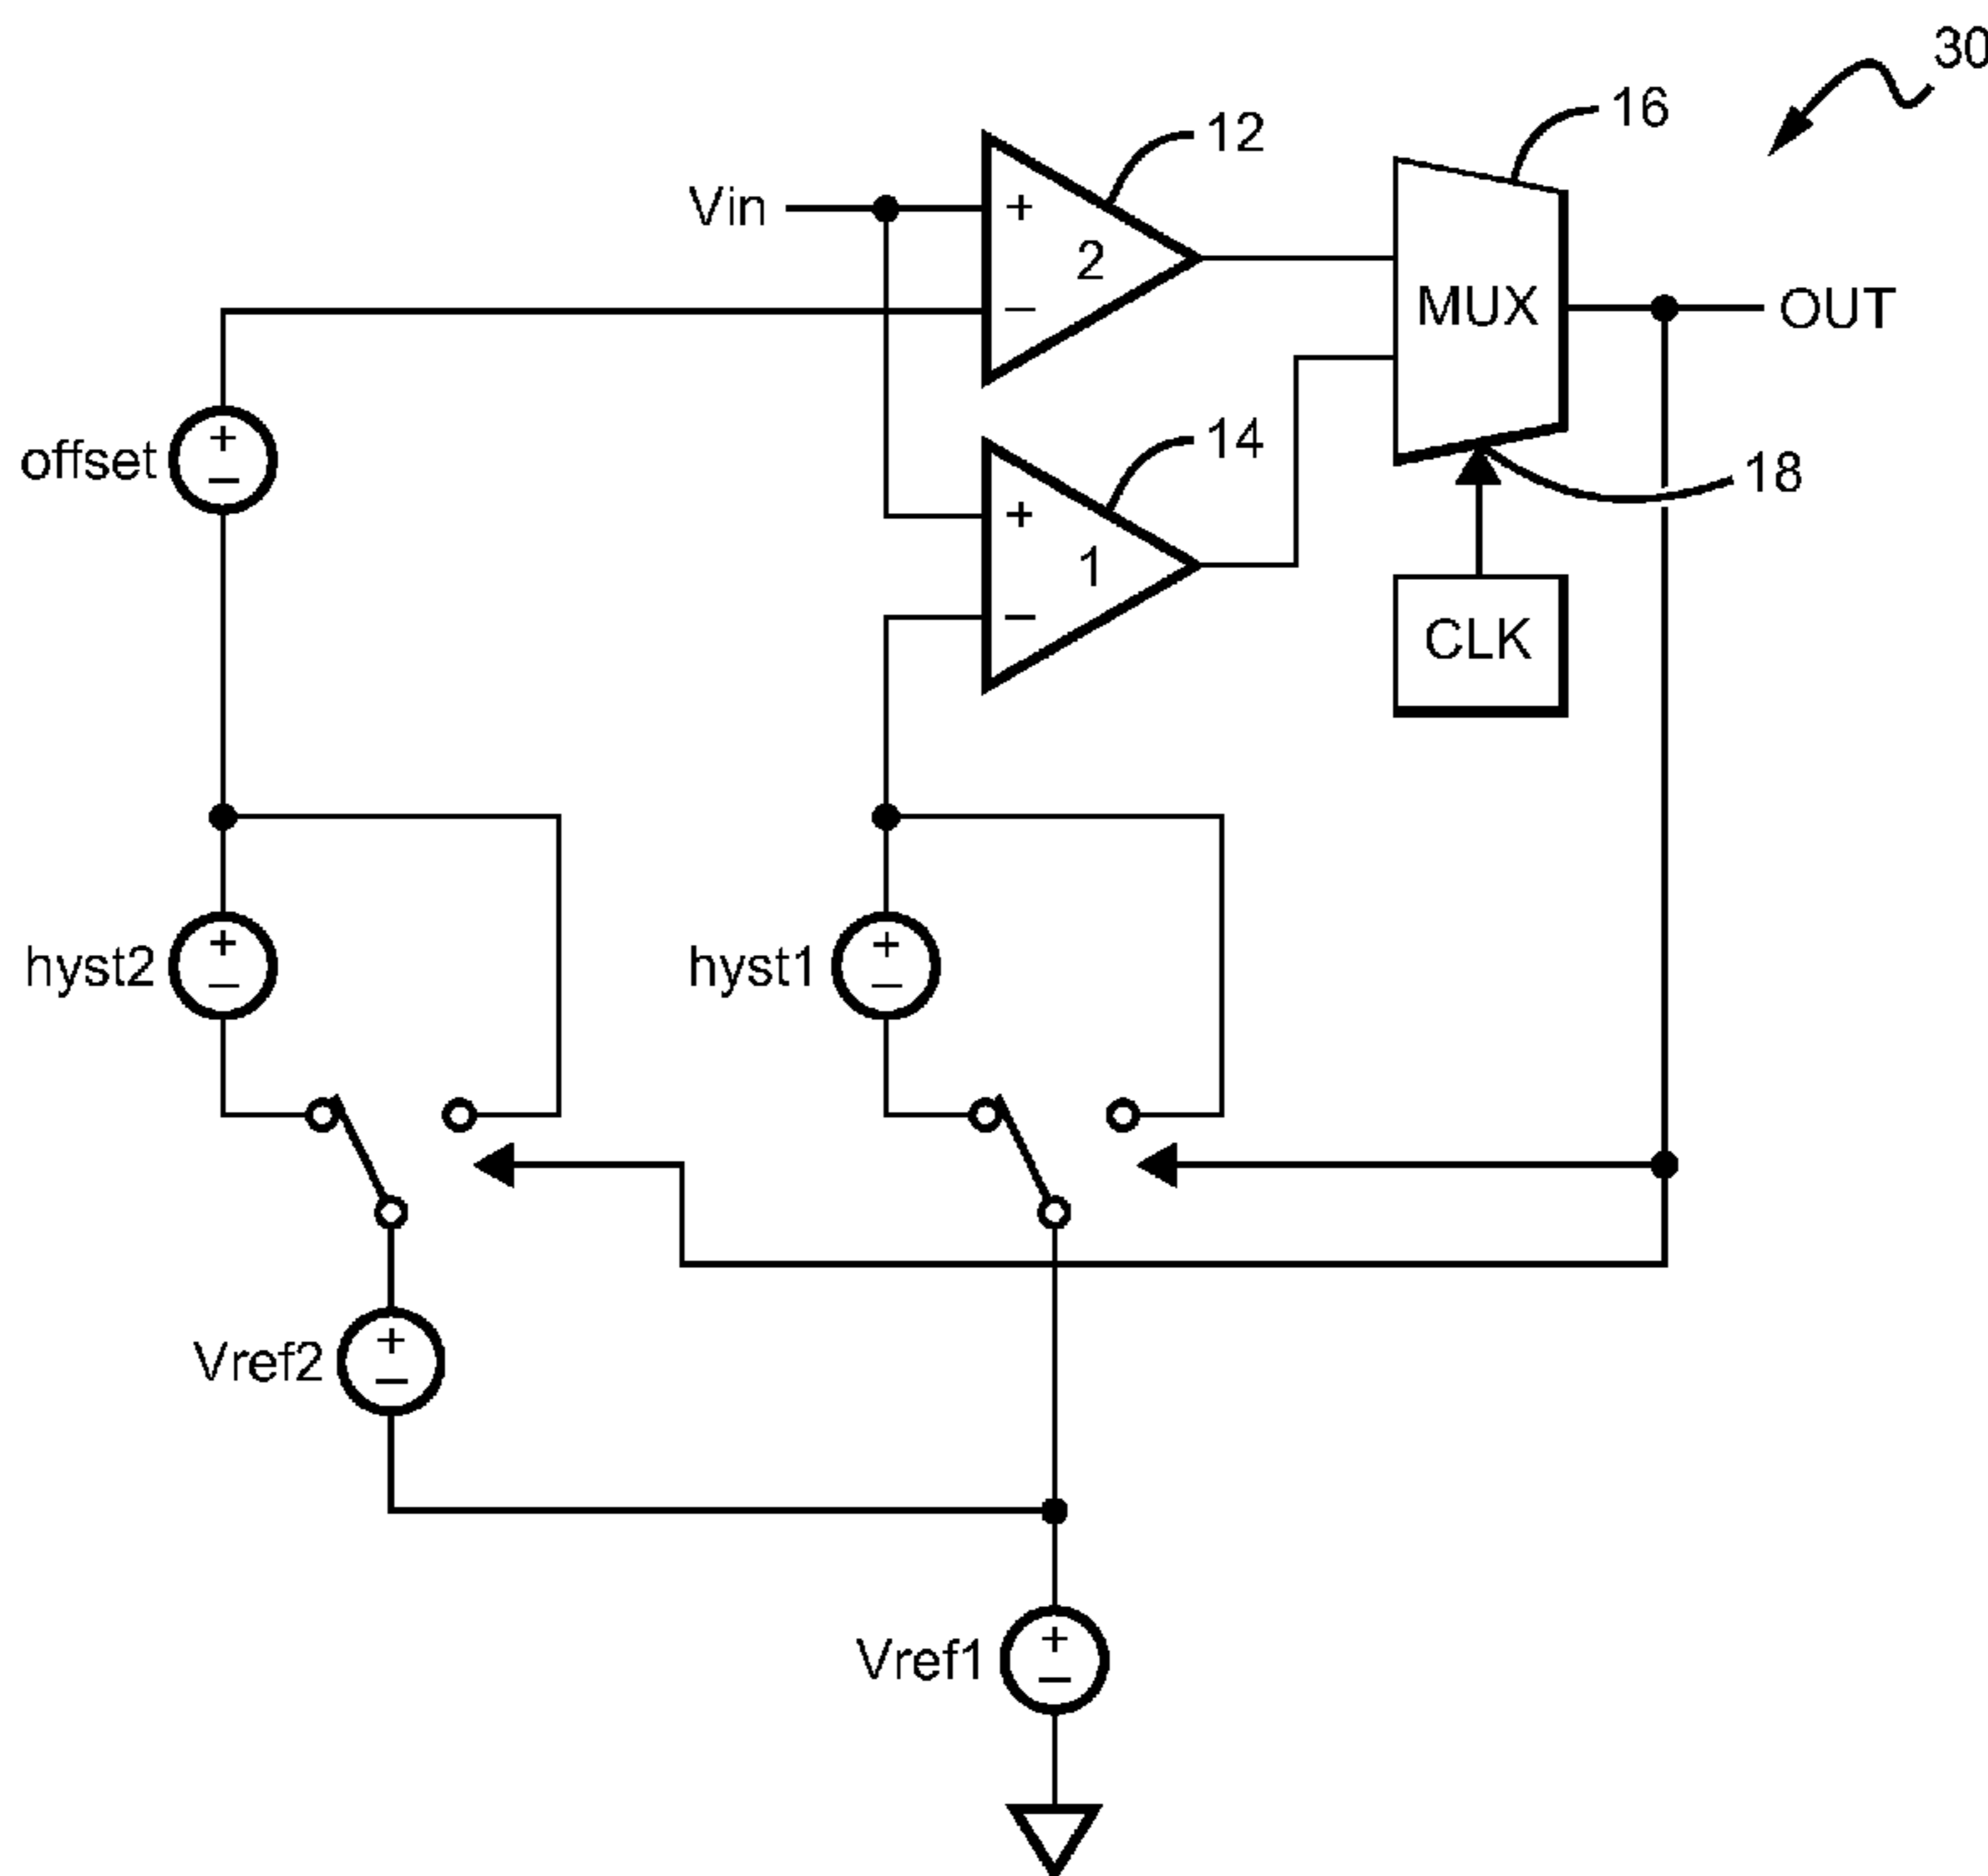 30
16
12
Vin
+
2
−
MUX
OUT
offset
+
−
14
+
1
−
18
CLK
hyst2
+
−
hyst1
+
−
Vref2
+
−
Vref1
+
−